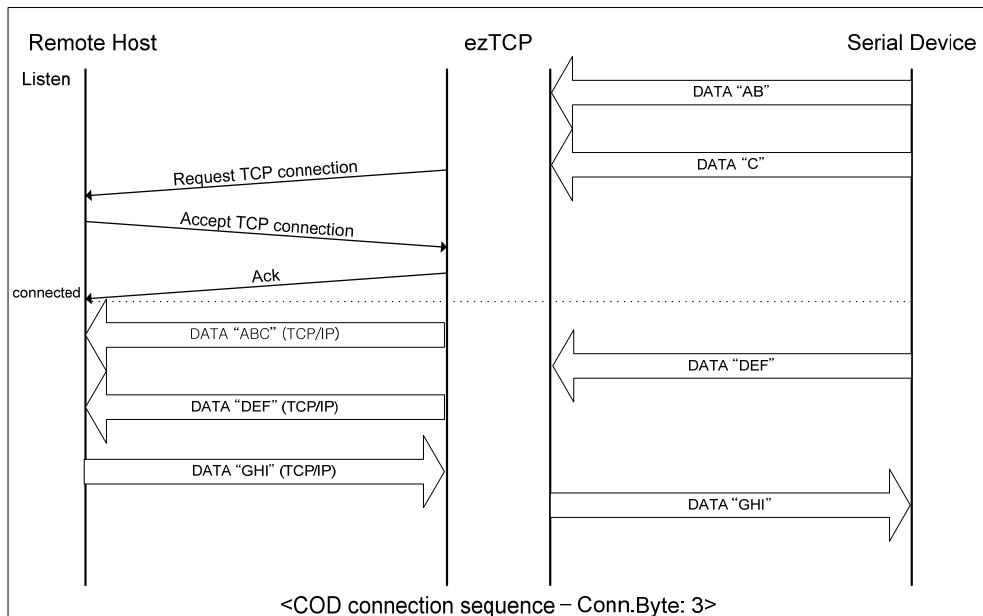 Remote Host
ezTCP
Serial Device
Listen
DATA “AB”
DATA “C”
Request TCP connection
Accept TCP connection
Ack
connected
DATA “ABC” (TCP/IP)
DATA “DEF”
DATA “DEF” (TCP/IP)
DATA “GHI” (TCP/IP)
DATA “GHI”
<COD connection sequence – Conn.Byte: 3>